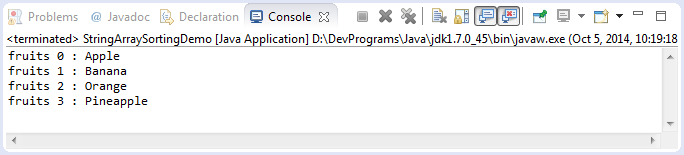 Problems @ Javadoc Declaration Console
<terminated> StringArraySortingDemo [Java Application] D:\DevPrograms\Java\jdk1.7.0_45\bin\javaw.exe (Oct 5, 2014, 10:19:18
fruits 0 : Apple
fruits 1 : Banana
fruits 2 : Orange
fruits 3 : Pineapple